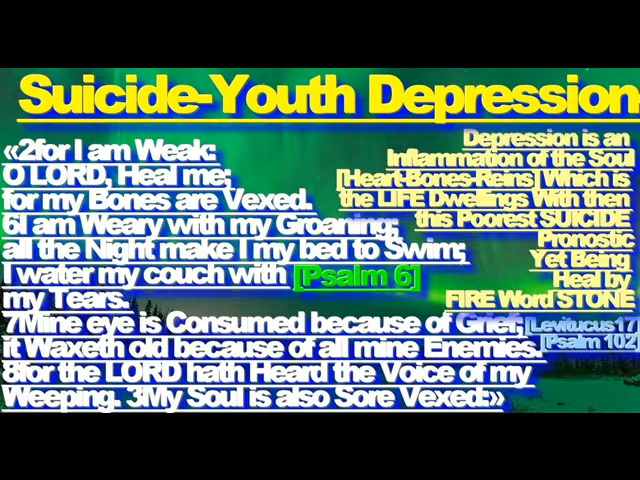 Suicide-Youth Depression
«2for I am Weak:
O LORD, Heal me;
for my Bones are Vexed.
6I am Weary with my Groaning;
all the Night make I my bed to Swim;
I water my couch with [Psalm 6]
my Tears.
7Mine eye is Consumed because of Grief;
it Waxeth old because of all mine Enemies.
8for the LORD hath Heard the Voice of my
Weeping. 3My Soul is also Sore Vexed:»
Depression is an
Inflammation of the Soul
[Heart-Bones-Reins] Which is
the LIFE Dwellings With then
this Poorest SUICIDE
Pronostic
Yet Being
Heal by
FIRE Word STONE
[Levitucus17]
[Psalm 102]